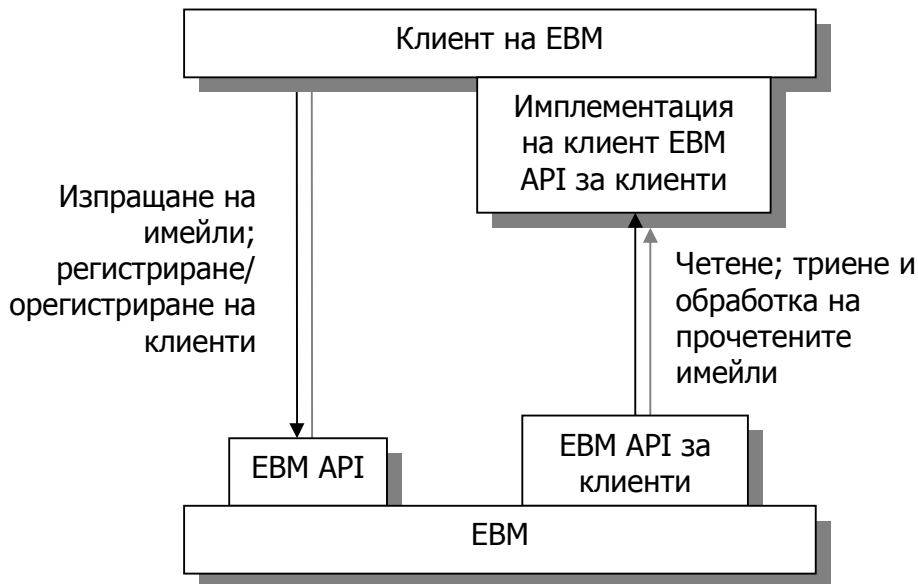 Клиент на EBM
Имплементация
на клиент EBM
API за клиенти
Изпращане на
имейли;
регистриране/
орегистриране на
клиенти
Четене; триене и
обработка на
прочетените
имейли
EBM API
EBM API за
клиенти
EBM